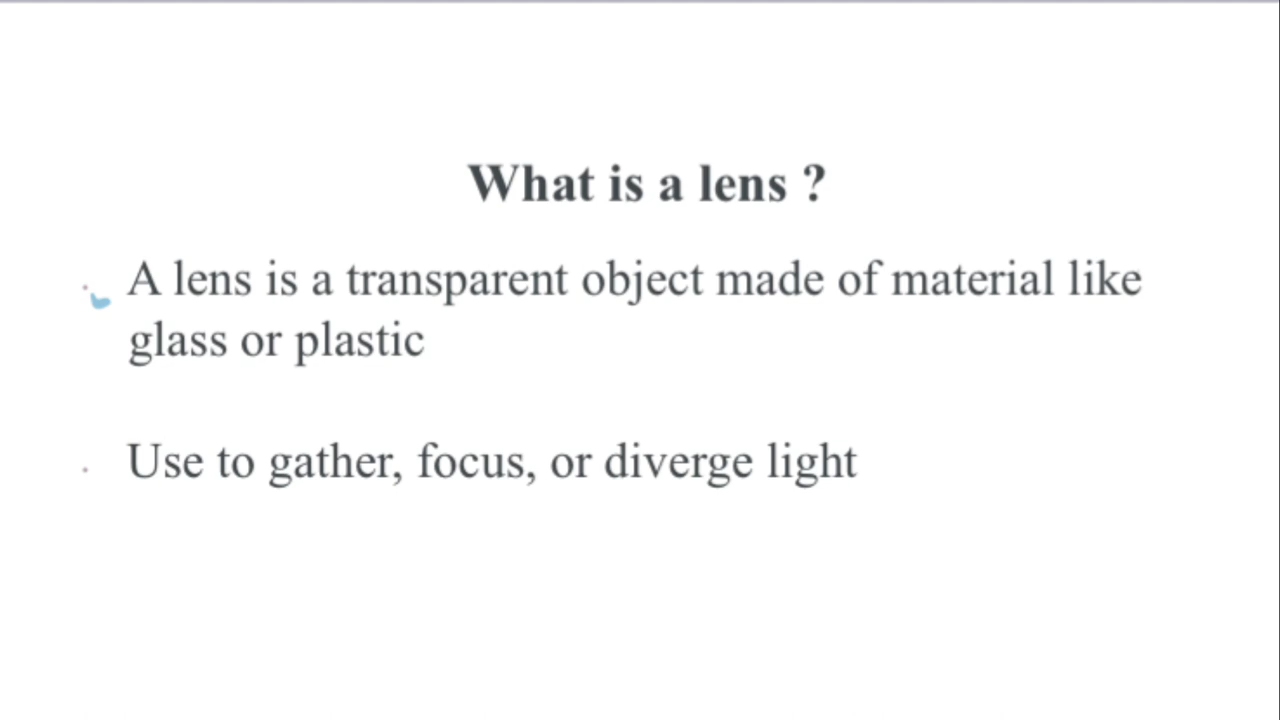 What is a lens ?
A lens is a transparent object made of material like
glass or plastic
Use to gather, focus, or diverge light